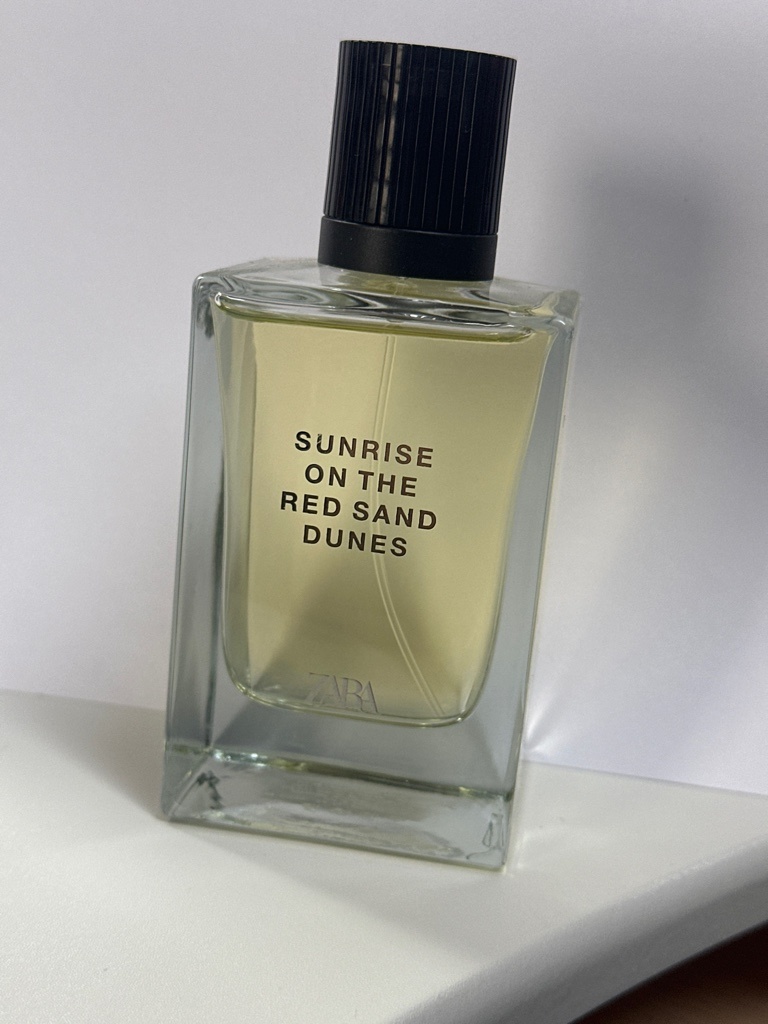 SUNRISE
ON THE
RED SAND
DUNES
ZARA